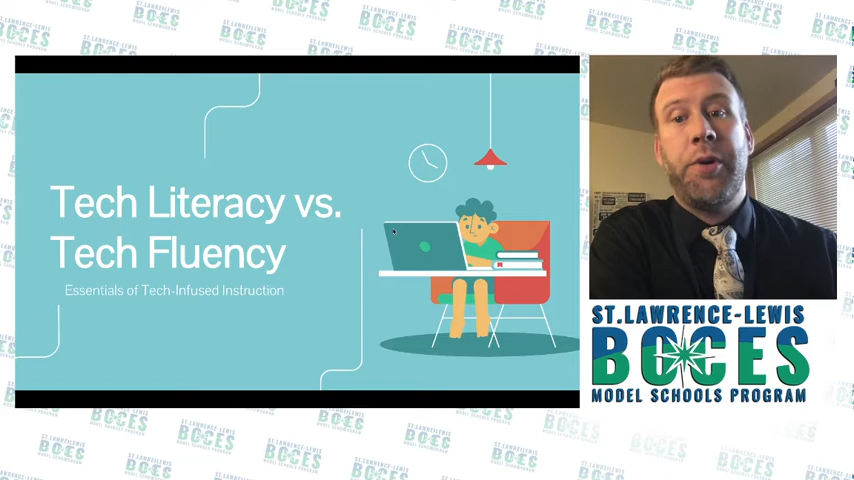 Tech Literacy vs.
Tech Fluency
Essentials of Tech-Infused Instruction
ST.LAWRENCE-LEWIS
BOCES
MODEL SCHOOLS PROGRAM